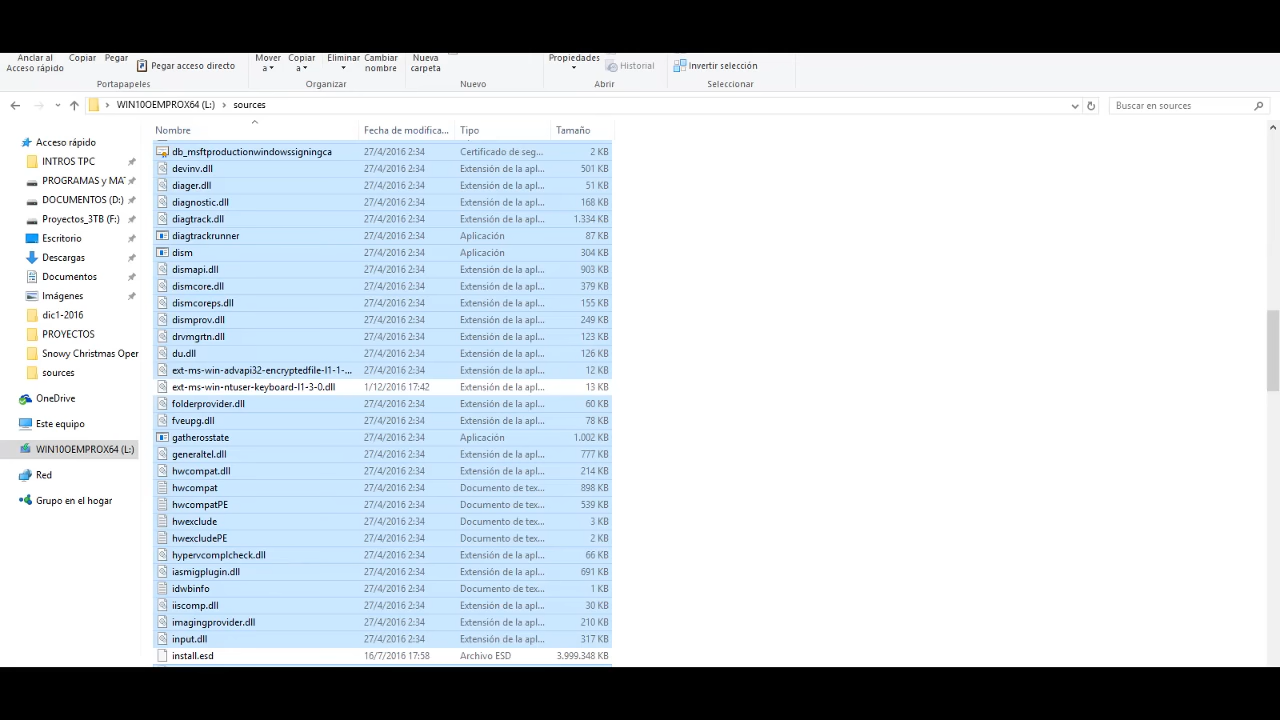 Anclar al
Acceso rápido
Copiar
Pegar
Pegar acceso directo
Portapapeles
Mover
a
Copiar
a
Eliminar
Cambiar
nombre
Organizar
Nueva
carpeta
Nuevo
Propiedades
Historial
Abrir
Invertir selección
Seleccionar
WIN10OEMPROX64 (L:) > sources
Buscar en sources
Acceso rápido
INTROS TPC
PROGRAMAS y MAT
DOCUMENTOS (D:)
Proyectos_3TB (F:)
Escritorio
Descargas
Documentos
Imágenes
dic1-2016
PROYECTOS
Snowy Christmas Oper
sources
OneDrive
Este equipo
WIN10OEMPROX64 (L:)
Red
Grupo en el hogar
Nombre Fecha de modifica... Tipo Tamaño
db_msftproductionwindowssigningca 27/4/2016 2:34 Certificado de seg... 2 KB
devinv.dll 27/4/2016 2:34 Extensión de la apl... 501 KB
diager.dll 27/4/2016 2:34 Extensión de la apl... 51 KB
diagnostic.dll 27/4/2016 2:34 Extensión de la apl... 168 KB
diagtrack.dll 27/4/2016 2:34 Extensión de la apl... 1.334 KB
diagtrackrunner 27/4/2016 2:34 Aplicación 87 KB
dism 27/4/2016 2:34 Aplicación 304 KB
dismapi.dll 27/4/2016 2:34 Extensión de la apl... 903 KB
dismcore.dll 27/4/2016 2:34 Extensión de la apl... 379 KB
dismcoreps.dll 27/4/2016 2:34 Extensión de la apl... 155 KB
dismprov.dll 27/4/2016 2:34 Extensión de la apl... 249 KB
drvmgrtn.dll 27/4/2016 2:34 Extensión de la apl... 123 KB
du.dll 27/4/2016 2:34 Extensión de la apl... 126 KB
ext-ms-win-advapi32-encryptedfile-l1-1-... 27/4/2016 2:34 Extensión de la apl... 12 KB
ext-ms-win-ntuser-keyboard-l1-3-0.dll 1/12/2016 17:42 Extensión de la apl... 13 KB
folderprovider.dll 27/4/2016 2:34 Extensión de la apl... 60 KB
fveupg.dll 27/4/2016 2:34 Extensión de la apl... 78 KB
gatherosstate 27/4/2016 2:34 Aplicación 1.002 KB
generaltel.dll 27/4/2016 2:34 Extensión de la apl... 777 KB
hwcompat.dll 27/4/2016 2:34 Extensión de la apl... 214 KB
hwcompat 27/4/2016 2:34 Documento de tex... 898 KB
hwcompatPE 27/4/2016 2:34 Documento de tex... 539 KB
hwexclude 27/4/2016 2:34 Documento de tex... 3 KB
hwexcludePE 27/4/2016 2:34 Documento de tex... 2 KB
hypervcomplcheck.dll 27/4/2016 2:34 Extensión de la apl... 66 KB
iasmigplugin.dll 27/4/2016 2:34 Extensión de la apl... 691 KB
idwbinfo 27/4/2016 2:34 Documento de tex... 1 KB
iiscomp.dll 27/4/2016 2:34 Extensión de la apl... 30 KB
imagingprovider.dll 27/4/2016 2:34 Extensión de la apl... 210 KB
input.dll 27/4/2016 2:34 Extensión de la apl... 317 KB
install.esd 16/7/2016 17:58 Archivo ESD 3.999.348 KB